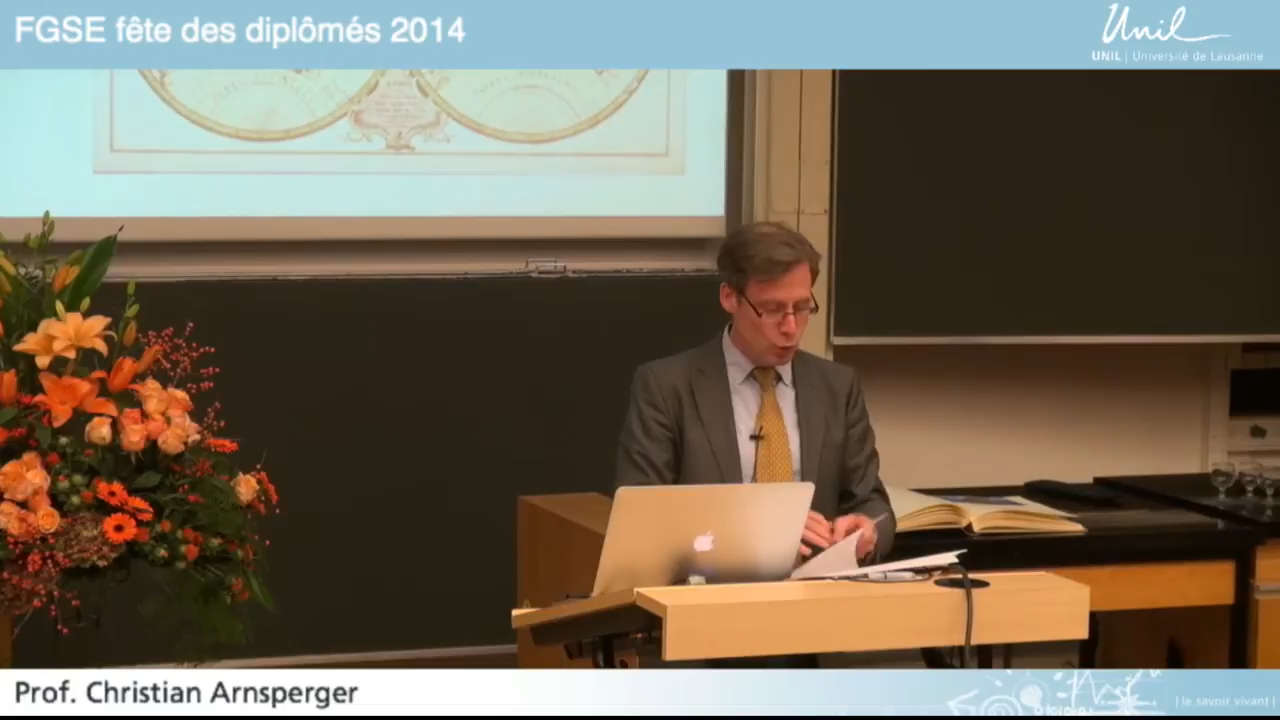 FGSE fête des diplômés 2014
Unil
UNIL | Université de Lausanne
Prof. Christian Arnsperger
| le savoir vivant |